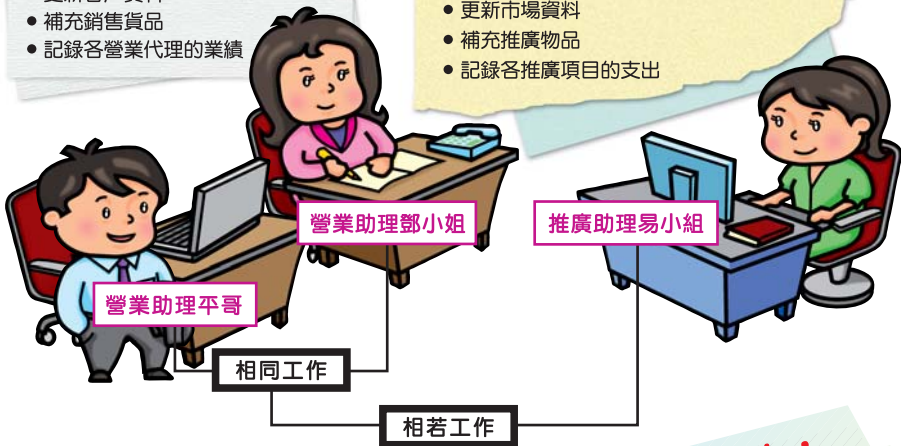 • 補充銷售貨品
• 記錄各營業代理的業績
• 更新市場資料
• 補充推廣物品
• 記錄各推廣項目的支出
營業助理鄧小姐
推廣助理易小組
營業助理平哥
相同工作
相若工作